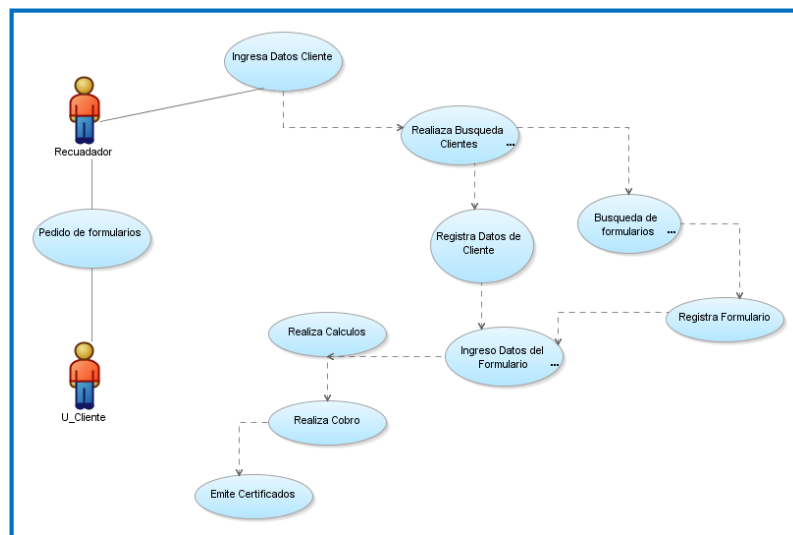 Ingresa Datos Cliente
Recuadador
Realiaza Busqueda
Clientes
...
Pedido de formularios
Busqueda de
formularios
...
Registra Datos de
Cliente
Registra Formulario
Realiza Calculos
Ingreso Datos del
Formulario
...
U_Cliente
Realiza Cobro
Emite Certificados